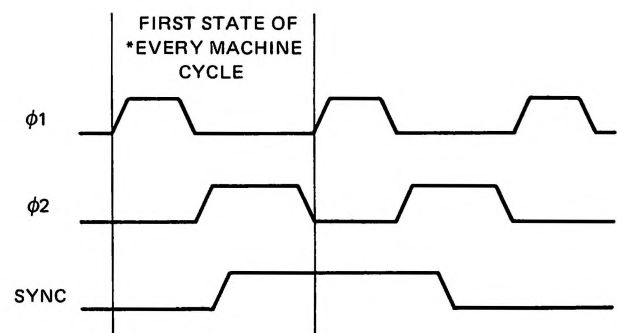 FIRST STATE OF
*EVERY MACHINE
CYCLE
ϕ1
ϕ2
SYNC